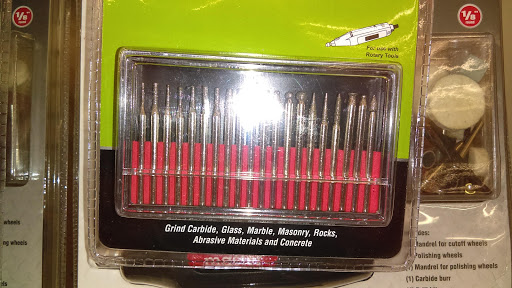 1/8
For use with
Rotary Tools
1/8
Grind Carbide, Glass, Marble, Masonry, Rocks,
Abrasive Materials and Concrete
wheels
ng wheels
des:
Mandrel for cutoff wheels
Polishing wheels
Mandrel for polishing wheels
(1) Carbide burr